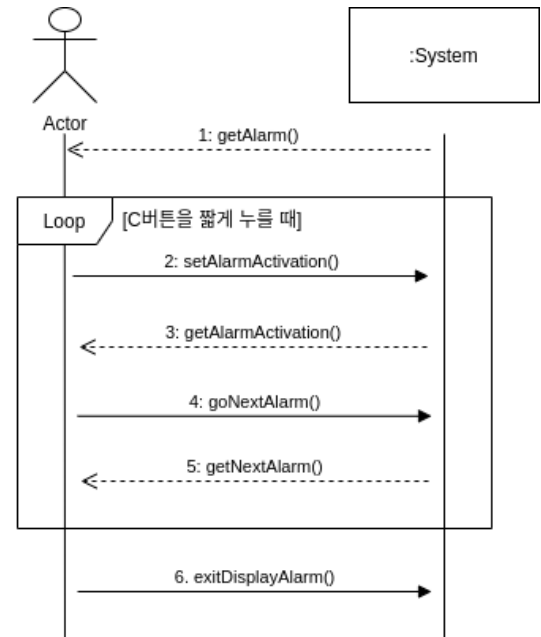 :System
Actor
1: getAlarm()
Loop
[C버튼을 짧게 누를 때]
2: setAlarmActivation()
3: getAlarmActivation()
4: goNextAlarm()
5: getNextAlarm()
6. exitDisplayAlarm()